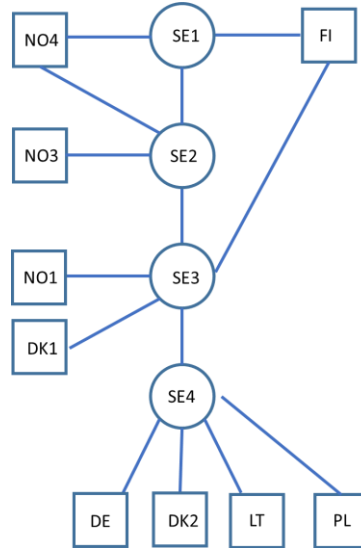 NO4
SE1
FI
NO3
SE2
NO1
SE3
DK1
SE4
DE
DK2
LT
PL